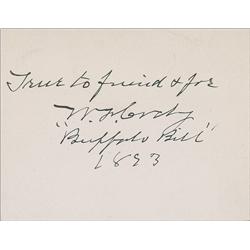 True to friend & foe
W. F. Cody
"Buffalo Bill"
1893